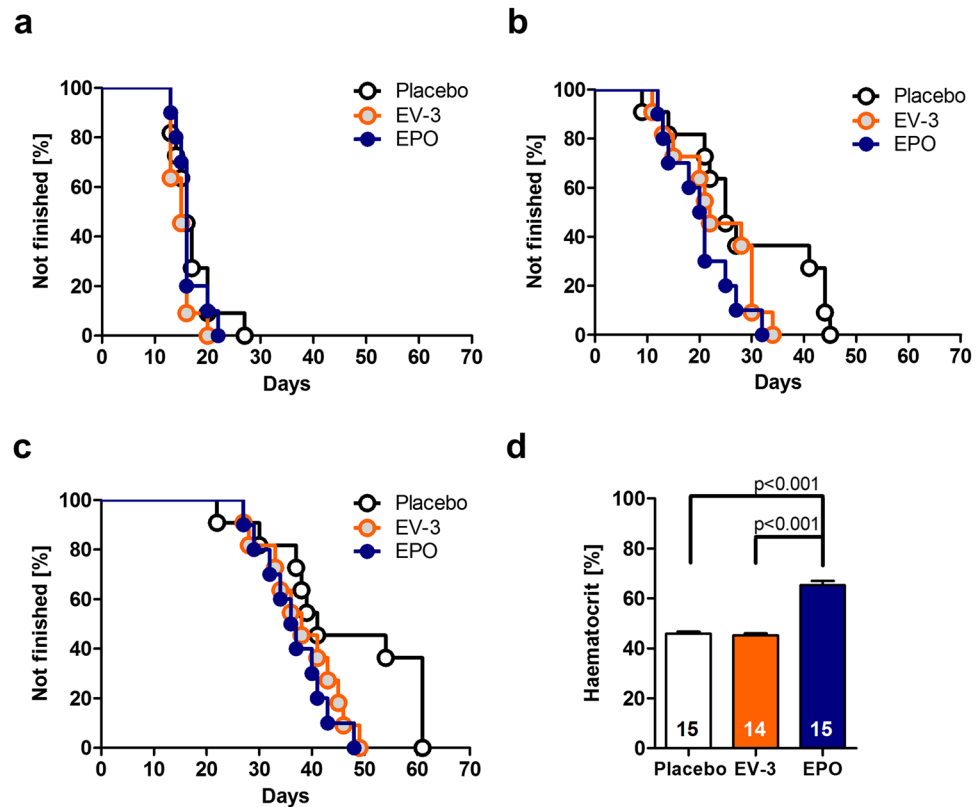 a
Not finished [%]
100
80
60
40
20
0
0 10 20 30 40 50 60 70
Days
Placebo
EV-3
EPO
b
Not finished [%]
100
80
60
40
20
0
0 10 20 30 40 50 60 70
Days
Placebo
EV-3
EPO
c
Not finished [%]
100
80
60
40
20
0
0 10 20 30 40 50 60 70
Days
Placebo
EV-3
EPO
d
p<0.001
p<0.001
Haematocrit [%]
100
80
60
40
20
0
15 14 15
Placebo EV-3 EPO